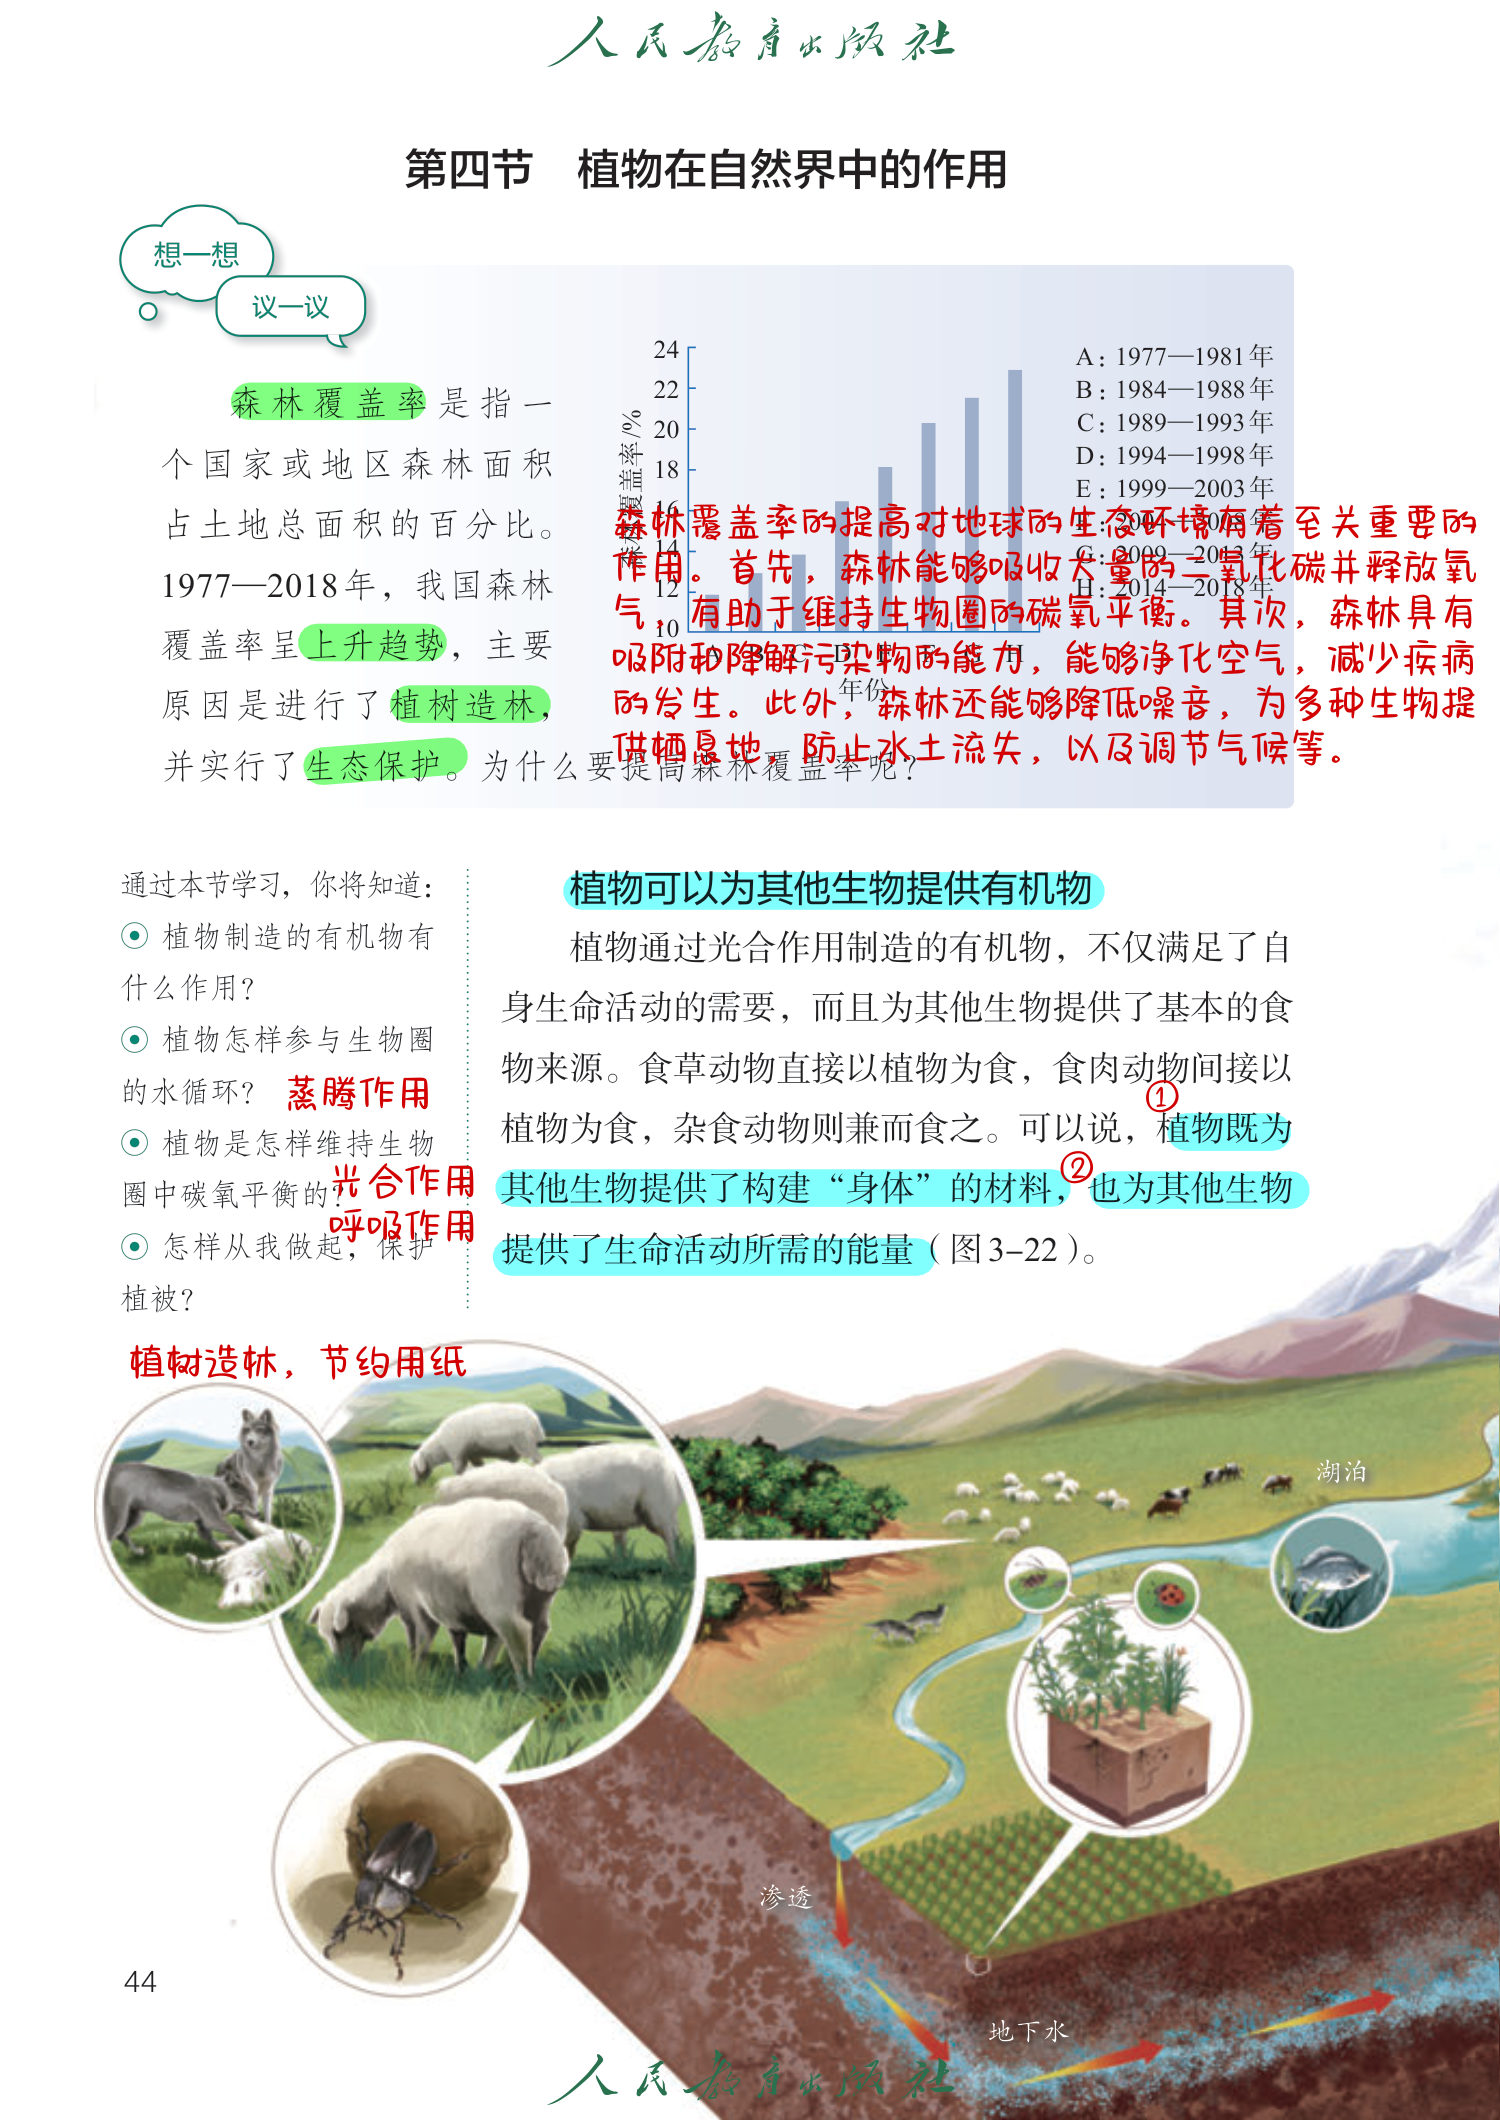 人民教育出版社
第四节 植物在自然界中的作用
想一想
议一议
森林覆盖率是指一
个国家或地区森林面积
占土地总面积的百分比。
1977—2018年，我国森林
覆盖率呈上升趋势，主要
原因是进行了植树造林，
并实行了生态保护。为什么要提高森林覆盖率呢？
森林覆盖率/%
24
22
20
18
16
14
12
10
A B C D E F G H
年份
A：1977—1981年
B：1984—1988年
C：1989—1993年
D：1994—1998年
E：1999—2003年
F：2004—2008年
G：2009—2013年
H：2014—2018年
森林覆盖率的提高对地球的生态环境有着至关重要的
作用。首先，森林能够吸收大量的二氧化碳并释放氧
气，有助于维持生物圈的碳氧平衡。其次，森林具有
吸附和降解污染物的能力，能够净化空气，减少疾病
的发生。此外，森林还能够降低噪音，为多种生物提
供栖息地，防止水土流失，以及调节气候等。
通过本节学习，你将知道：
植物制造的有机物有
什么作用？
植物怎样参与生物圈
的水循环？ 蒸腾作用
植物是怎样维持生物
圈中碳氧平衡的？
光合作用
呼吸作用
怎样从我做起，保护
植被？
植树造林，节约用纸
植物可以为其他生物提供有机物
植物通过光合作用制造的有机物，不仅满足了自
身生命活动的需要，而且为其他生物提供了基本的食
物来源。食草动物直接以植物为食，食肉动物间接以
植物为食，杂食动物则兼而食之。可以说，①植物既为
其他生物提供了构建“身体”的材料，②也为其他生物
提供了生命活动所需的能量（图3-22）。
湖泊
渗透
地下水
44
人民教育出版社